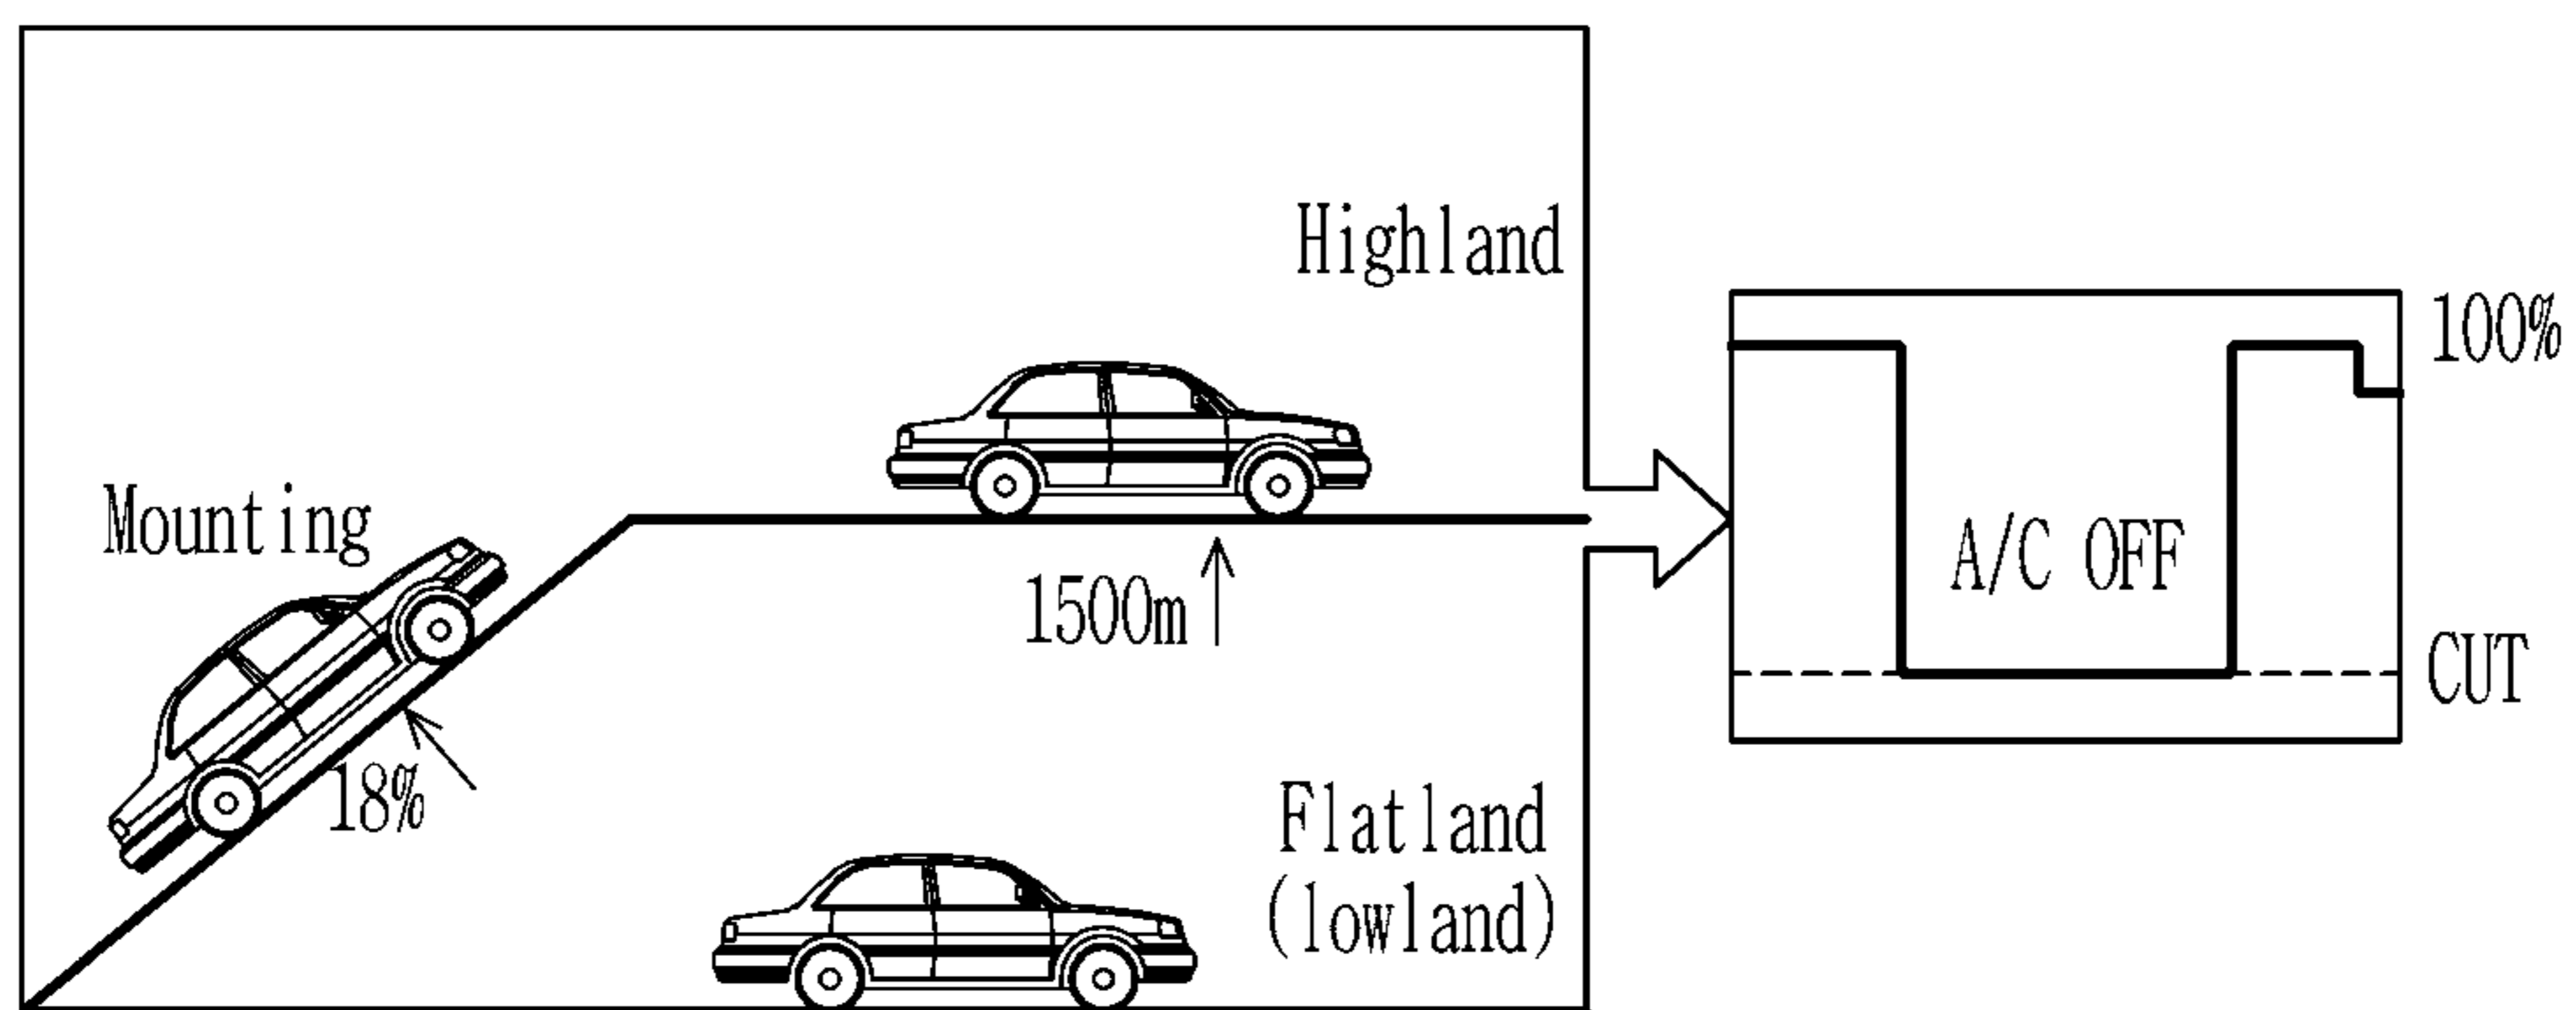 Highland
100%
Mounting
A/C OFF
1500m
CUT
18%
Flatland
(lowland)